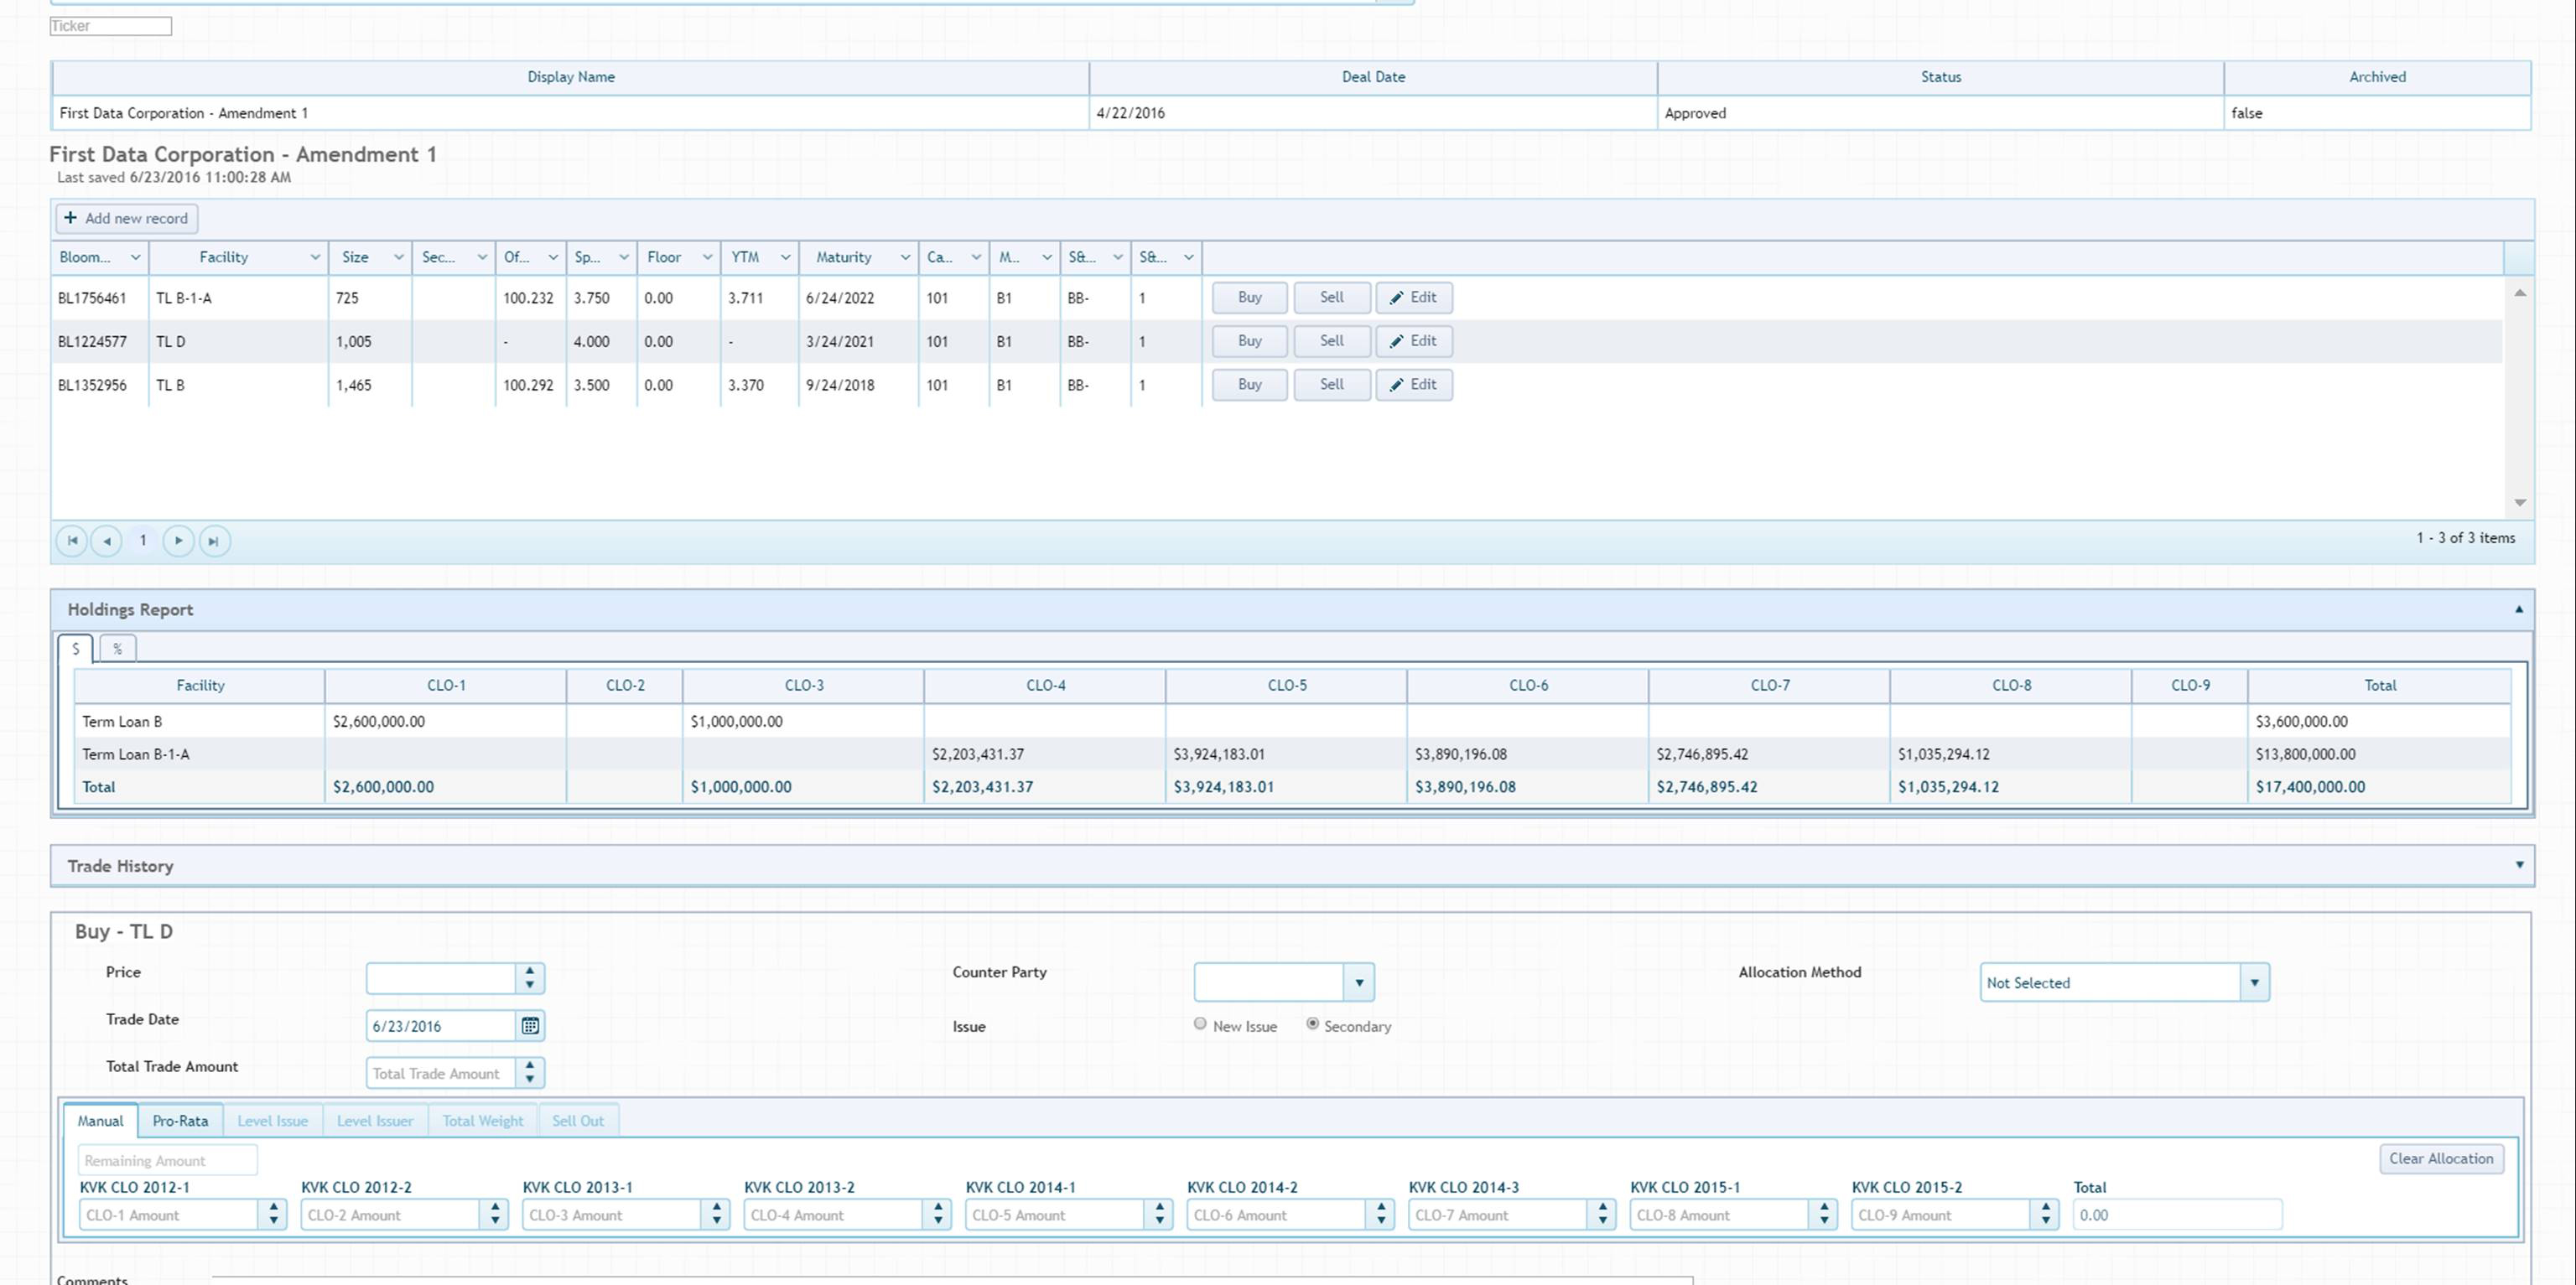 Ticker
Display Name Deal Date Status Archived
First Data Corporation - Amendment 1 4/22/2016 Approved false
First Data Corporation - Amendment 1
Last saved 6/23/2016 11:00:28 AM
+ Add new record
Bloom... Facility Size Sec... Of... Sp... Floor YTM Maturity Ca... M.. S&... S&...
BL1756461 TL B-1-A 725 100.232 3.750 0.00 3.711 6/24/2022 101 B1 BB- 1 Buy Sell Edit
BL1224577 TL D 1,005 - 4.000 0.00 - 3/24/2021 101 B1 BB- 1 Buy Sell Edit
BL1352956 TL B 1,465 100.292 3.500 0.00 3.370 9/24/2018 101 B1 BB- 1 Buy Sell Edit
1 1 - 3 of 3 items
Holdings Report
$ %
Facility CLO-1 CLO-2 CLO-3 CLO-4 CLO-5 CLO-6 CLO-7 CLO-8 CLO-9 Total
Term Loan B $2,600,000.00 $1,000,000.00 $3,600,000.00
Term Loan B-1-A $2,203,431.37 $3,924,183.01 $3,890,196.08 $2,746,895.42 $1,035,294.12 $13,800,000.00
Total $2,600,000.00 $1,000,000.00 $2,203,431.37 $3,924,183.01 $3,890,196.08 $2,746,895.42 $1,035,294.12 $17,400,000.00
Trade History
Buy - TL D
Price Counter Party Allocation Method Not Selected
Trade Date 6/23/2016 Issue New Issue Secondary
Total Trade Amount Total Trade Amount
Manual Pro-Rata Level Issue Level Issuer Total Weight Sell Out
Remaining Amount Clear Allocation
KVK CLO 2012-1 KVK CLO 2012-2 KVK CLO 2013-1 KVK CLO 2013-2 KVK CLO 2014-1 KVK CLO 2014-2 KVK CLO 2014-3 KVK CLO 2015-1 KVK CLO 2015-2 Total
CLO-1 Amount CLO-2 Amount CLO-3 Amount CLO-4 Amount CLO-5 Amount CLO-6 Amount CLO-7 Amount CLO-8 Amount CLO-9 Amount 0.00
Comments